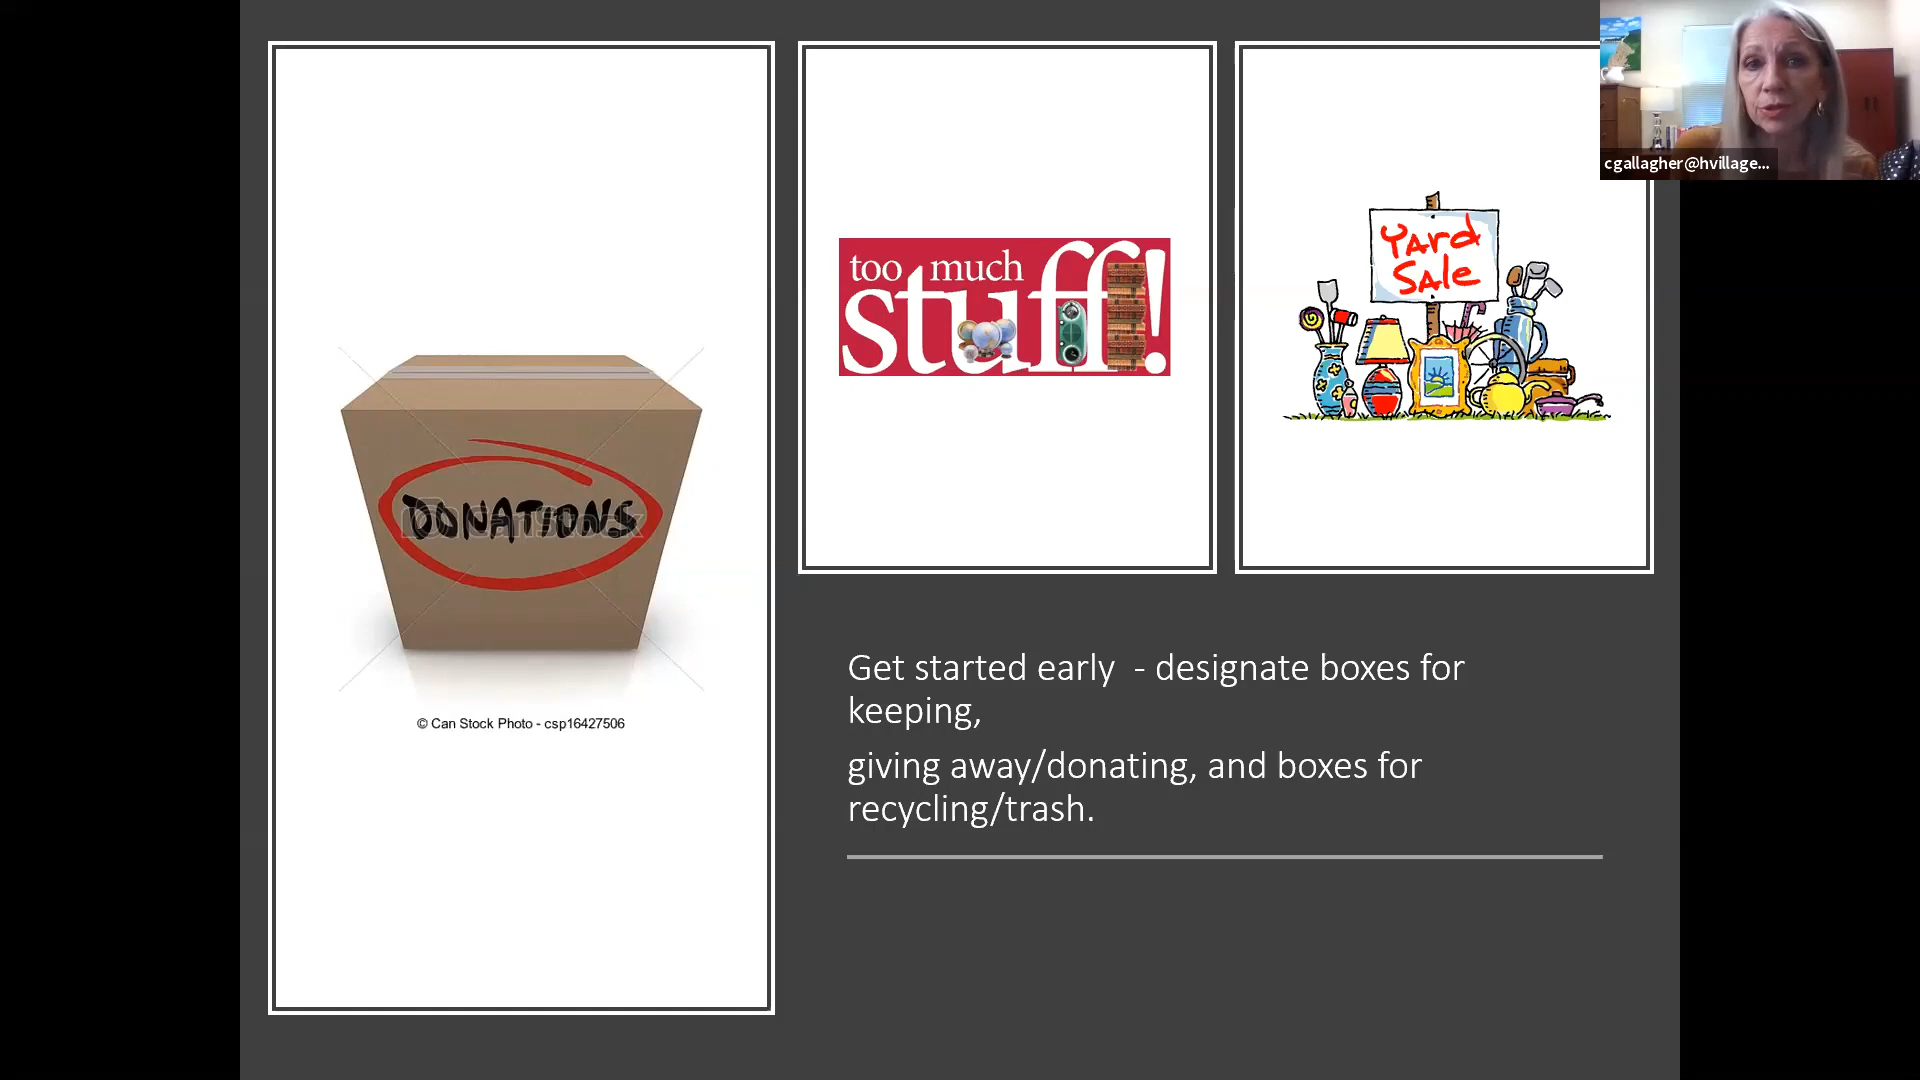 DONATIONS
CanStock
© Can Stock Photo - csp16427506
too much
stuff!
Yard
Sale
cgallagher@hvillage...
Get started early  - designate boxes for
keeping,
giving away/donating, and boxes for
recycling/trash.